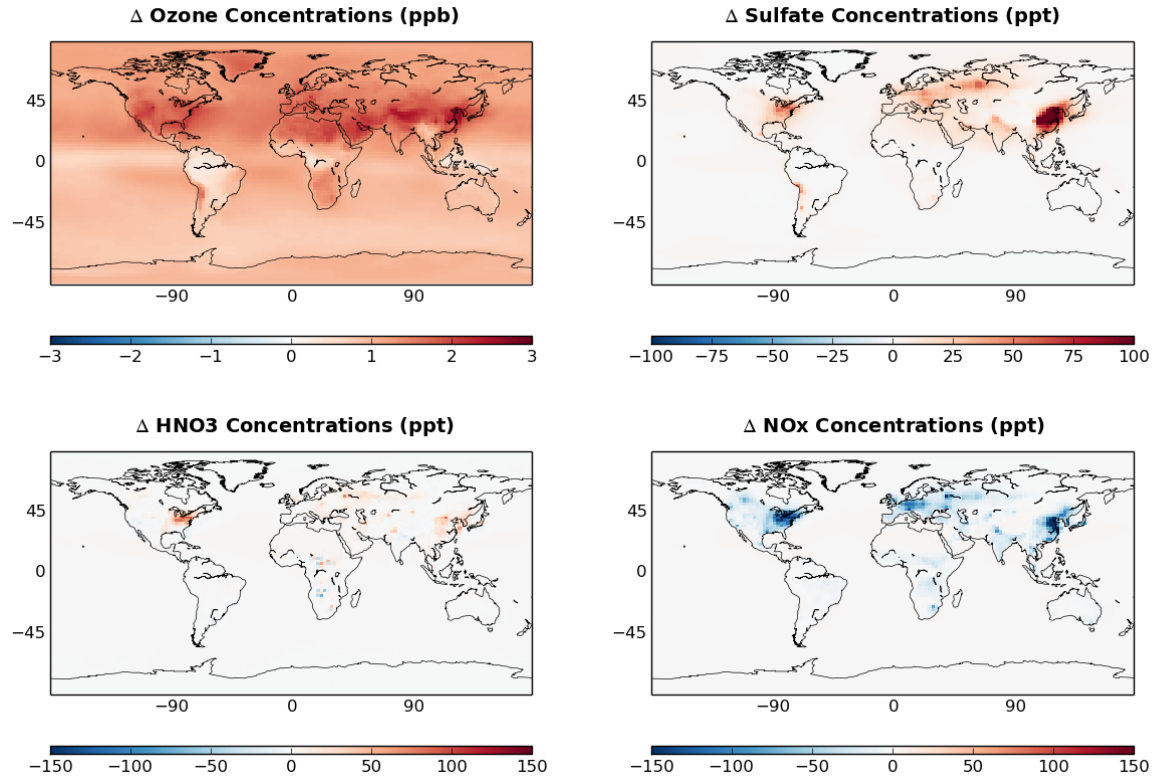 Δ Ozone Concentrations (ppb)
45
0
−45
−90 0 90
−3 −2 −1 0 1 2 3
Δ Sulfate Concentrations (ppt)
45
0
−45
−90 0 90
−100 −75 −50 −25 0 25 50 75 100
Δ HNO3 Concentrations (ppt)
45
0
−45
−90 0 90
−150 −100 −50 0 50 100 150
Δ NOx Concentrations (ppt)
45
0
−45
−90 0 90
−150 −100 −50 0 50 100 150